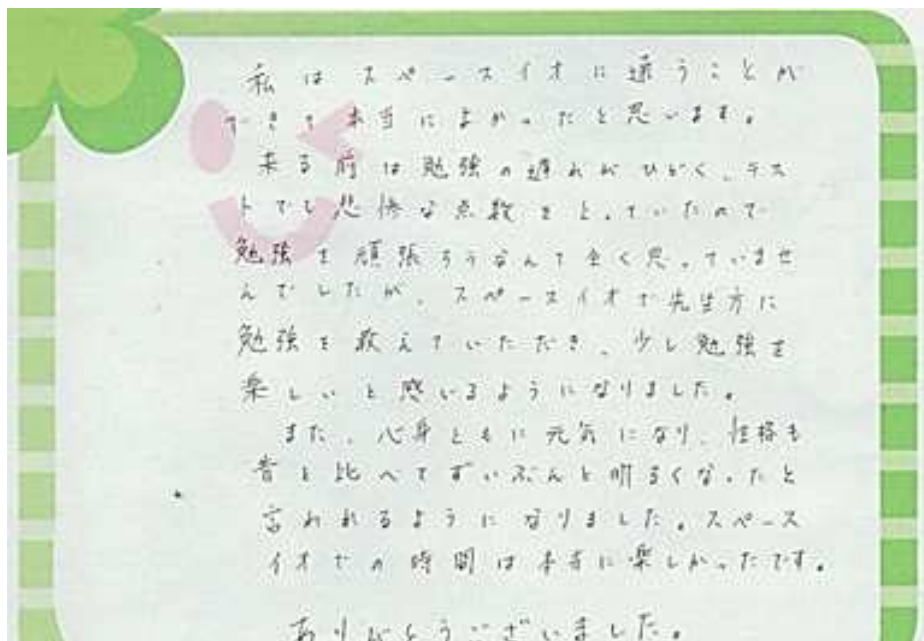 私はスペースイオに通うことが
できて本当によかったと思います。
来る前は勉強の遅れがひどく、テス
トでも悲惨な点数をとっていたので
勉強を頑張ろうなんて全く思っていませ
んでしたが、スペースイオで先生方に
勉強を教えていただき、少し勉強を
楽しいと感じるようになりました。
また、心身ともに元気になり、性格も
昔と比べてずいぶんと明るくなったと
言われるようになりました。スペース
イオでの時間は本当に楽しかったです。
ありがとうございました。